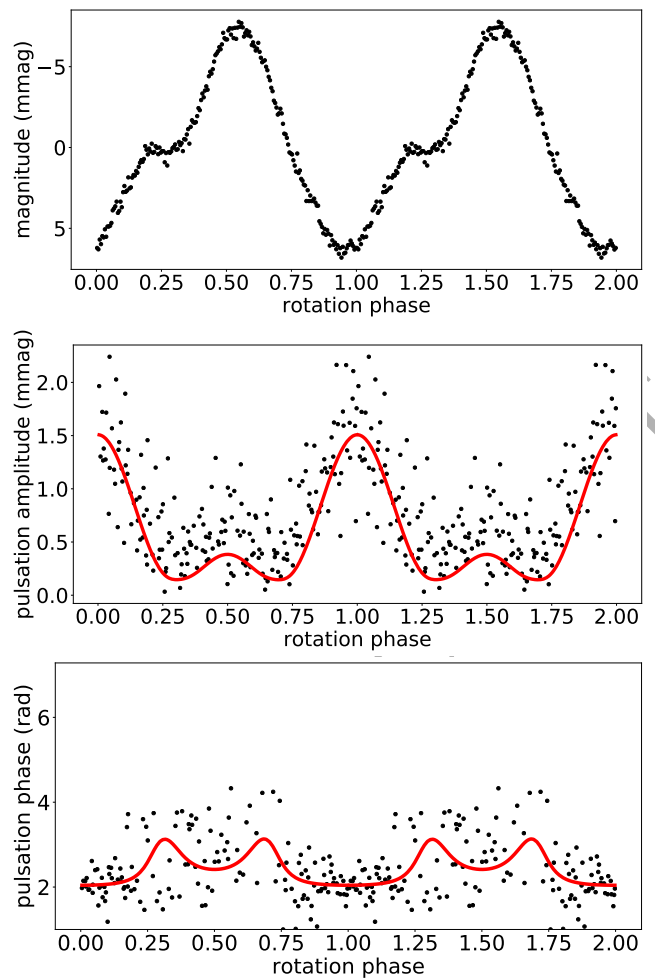 −5
0
5
magnitude (mmag)
0.00 0.25 0.50 0.75 1.00 1.25 1.50 1.75 2.00
rotation phase
2.0
1.5
1.0
0.5
0.0
pulsation amplitude (mmag)
0.00 0.25 0.50 0.75 1.00 1.25 1.50 1.75 2.00
rotation phase
6
4
2
pulsation phase (rad)
0.00 0.25 0.50 0.75 1.00 1.25 1.50 1.75 2.00
rotation phase